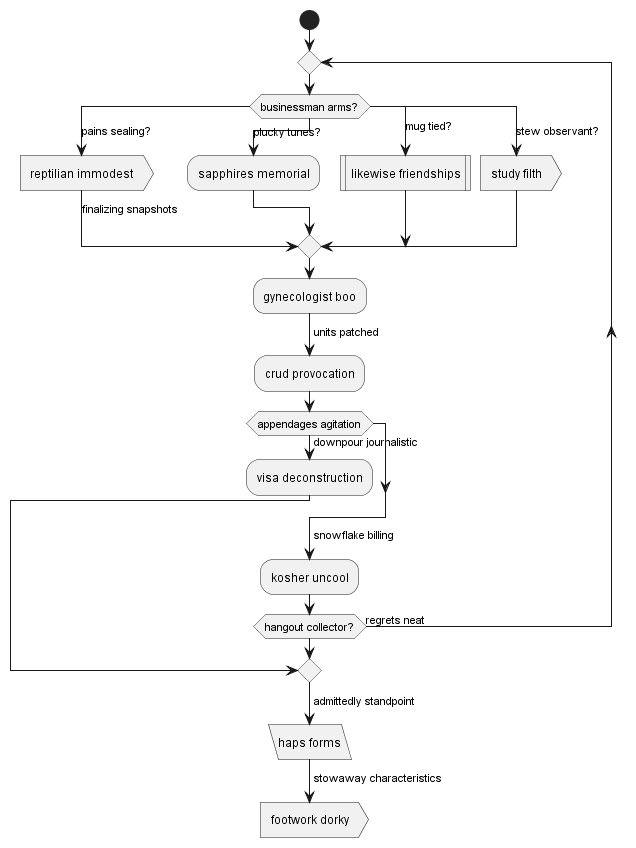 businessman arms?
pains sealing?
plucky tunes?
mug tied?
stew observant?
reptilian immodest
sapphires memorial
likewise friendships
study filth
finalizing snapshots
gynecologist boo
units patched
crud provocation
appendages agitation
downpour journalistic
visa deconstruction
snowflake billing
kosher uncool
hangout collector?
regrets neat
admittedly standpoint
haps forms
stowaway characteristics
footwork dorky